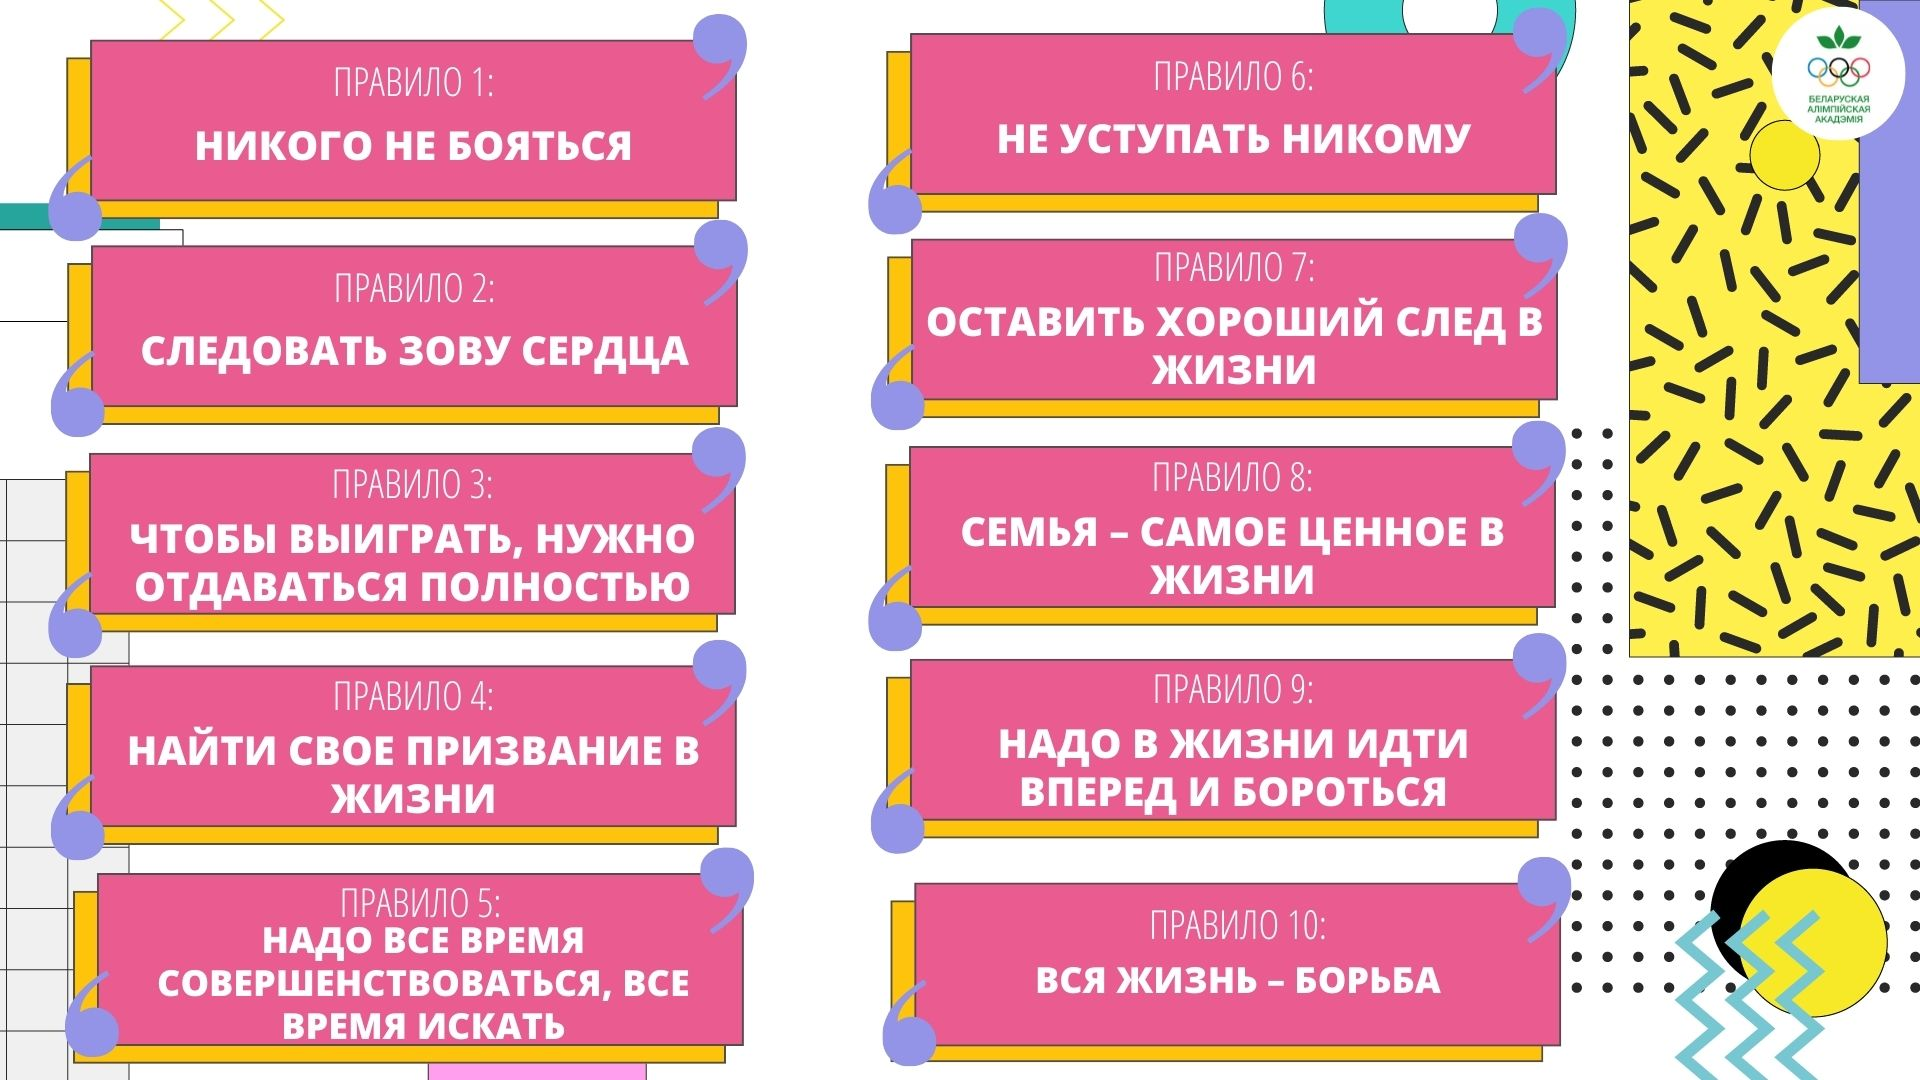 ПРАВИЛО 1:
НИКОГО НЕ БОЯТЬСЯ
ПРАВИЛО 2:
СЛЕДОВАТЬ ЗОВУ СЕРДЦА
ПРАВИЛО 3:
ЧТОБЫ ВЫИГРАТЬ, НУЖНО
ОТДАВАТЬСЯ ПОЛНОСТЬЮ
ПРАВИЛО 4:
НАЙТИ СВОЕ ПРИЗВАНИЕ В
ЖИЗНИ
ПРАВИЛО 5:
НАДО ВСЕ ВРЕМЯ
СОВЕРШЕНСТВОВАТЬСЯ, ВСЕ
ВРЕМЯ ИСКАТЬ
ПРАВИЛО 6:
НЕ УСТУПАТЬ НИКОМУ
ПРАВИЛО 7:
ОСТАВИТЬ ХОРОШИЙ СЛЕД В
ЖИЗНИ
ПРАВИЛО 8:
СЕМЬЯ – САМОЕ ЦЕННОЕ В
ЖИЗНИ
ПРАВИЛО 9:
НАДО В ЖИЗНИ ИДТИ
ВПЕРЕД И БОРОТЬСЯ
ПРАВИЛО 10:
ВСЯ ЖИЗНЬ – БОРЬБА
БЕЛАРУСКАЯ
АЛІМПІЙСКАЯ
АКАДЭМІЯ